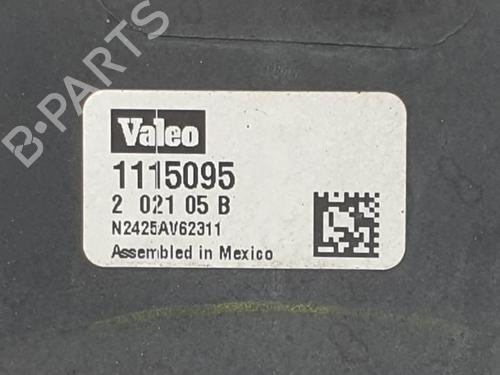 B-PARTS
Valeo
1115095
2 021 05 B
N2425AV62311
Assembled in Mexico